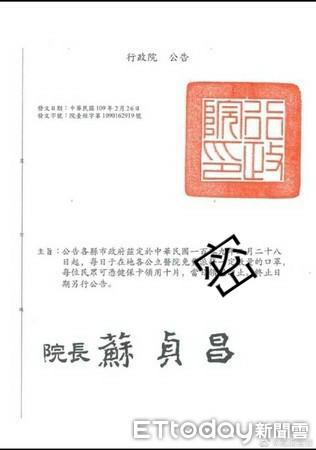 行政院 公告
發文日期：中華民國109年2月26日
發文字號：院臺經字第1090162919號
行政院印
主旨：公告各縣市政府茲定於中華民國一百 九 月二十八
日起，每日于在地各公立醫院免費 的口罩，
每位民眾可憑健保卡領用十片，當日 止，終止日
期另行公告。
密
院長 蘇貞昌
ETtoday新聞雲